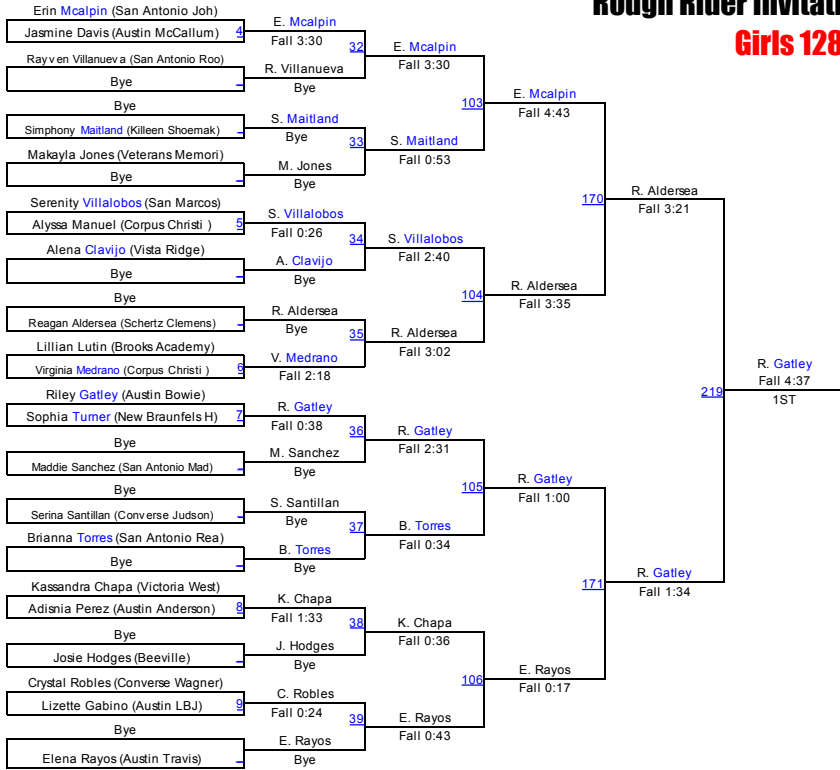 Rough Rider Invitati
Girls 128
Erin Mcalpin (San Antonio Joh)
Jasmine Davis (Austin McCallum) 4
Rayven Villanueva (San Antonio Roo)
Bye
Bye
Simphony Maitland (Killeen Shoemak)
Makayla Jones (Veterans Memori)
Bye
Serenity Villalobos (San Marcos)
Alyssa Manuel (Corpus Christi ) 5
Alena Clavijo (Vista Ridge)
Bye
Bye
Reagan Aldersea (Schertz Clemens)
Lillian Lutin (Brooks Academy)
Virginia Medrano (Corpus Christi ) 6
Riley Gatley (Austin Bowie)
Sophia Turner (New Braunfels H) 7
Bye
Maddie Sanchez (San Antonio Mad)
Bye
Serina Santillan (Converse Judson)
Brianna Torres (San Antonio Rea)
Bye
Kassandra Chapa (Victoria West)
Adisnia Perez (Austin Anderson) 8
Bye
Josie Hodges (Beeville)
Crystal Robles (Converse Wagner)
Lizette Gabino (Austin LBJ) 9
Bye
Elena Rayos (Austin Travis)
E. Mcalpin
Fall 3:30
32
R. Villanueva
Bye
S. Maitland
Bye
33
M. Jones
Bye
S. Villalobos
Fall 0:26
34
A. Clavijo
Bye
R. Aldersea
Bye
35
V. Medrano
Fall 2:18
R. Gatley
Fall 0:38
36
M. Sanchez
Bye
S. Santillan
Bye
37
B. Torres
Bye
K. Chapa
Fall 1:33
38
J. Hodges
Bye
C. Robles
Fall 0:24
39
E. Rayos
Bye
E. Mcalpin
Fall 3:30
103
S. Maitland
Fall 0:53
S. Villalobos
Fall 2:40
104
R. Aldersea
Fall 3:02
R. Gatley
Fall 2:31
105
B. Torres
Fall 0:34
K. Chapa
Fall 0:36
106
E. Rayos
Fall 0:43
E. Mcalpin
Fall 4:43
170
R. Aldersea
Fall 3:35
R. Gatley
Fall 1:00
171
E. Rayos
Fall 0:17
R. Aldersea
Fall 3:21
219
R. Gatley
Fall 1:34
R. Gatley
Fall 4:37
1ST